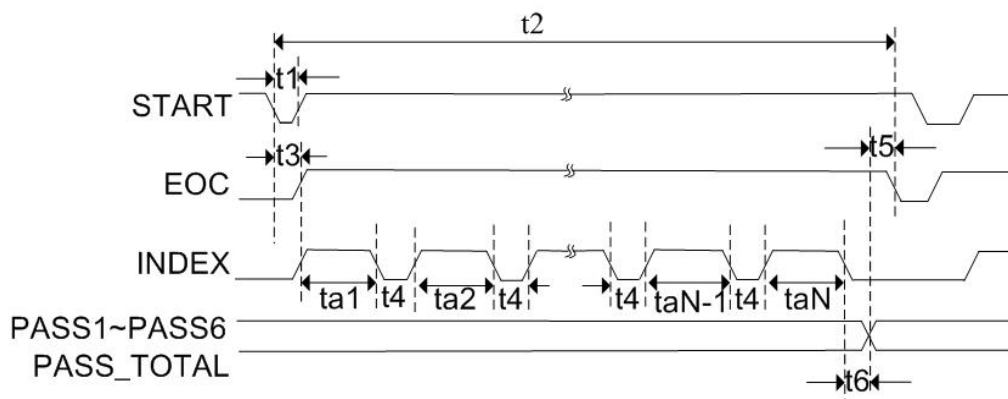 t2
t1
START
t3
t5
EOC
INDEX
ta1 t4 ta2 t4 t4 taN-1 t4 taN
PASS1~PASS6
PASS_TOTAL
t6